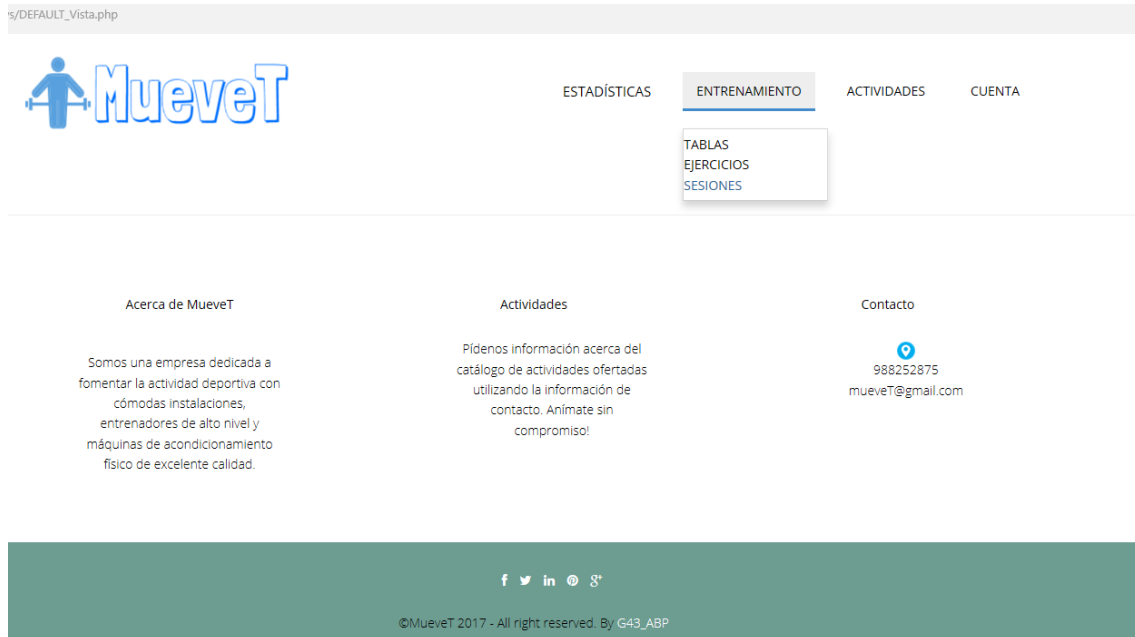 s/DEFAULT_Vista.php
MueveT
ESTADÍSTICAS
ENTRENAMIENTO
ACTIVIDADES
CUENTA
TABLAS
EJERCICIOS
SESIONES
Acerca de MueveT
Somos una empresa dedicada a
fomentar la actividad deportiva con
cómodas instalaciones,
entrenadores de alto nivel y
máquinas de acondicionamiento
físico de excelente calidad.
Actividades
Pídenos información acerca del
catálogo de actividades ofertadas
utilizando la información de
contacto. Anímate sin
compromiso!
Contacto
988252875
mueveT@gmail.com
©MueveT 2017 - All right reserved. By G43_ABP